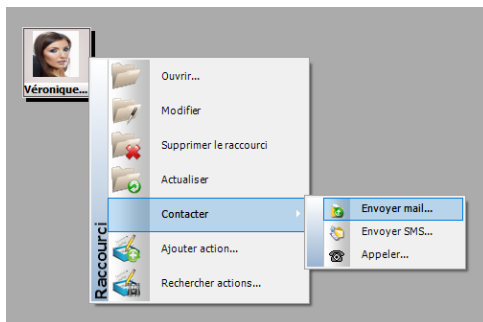 Véronique...
Ouvrir...
Modifier
Supprimer le raccourci
Actualiser
Contacter
Ajouter action...
Rechercher actions...
Raccourci
Envoyer mail...
Envoyer SMS...
Appeler...